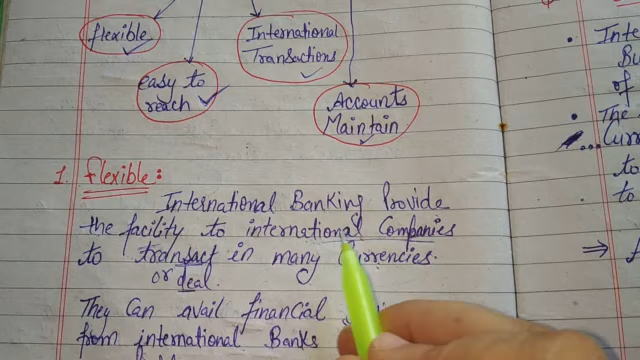 flexible
International
Transactions
easy to
reach
Accounts
Maintain
1. flexible:
International Banking Provide
the facility to international Companies
to transact in many Currencies.
or deal
They Can avail financial
from international Banks
Inte
Bu
of
The
Curr
to
to